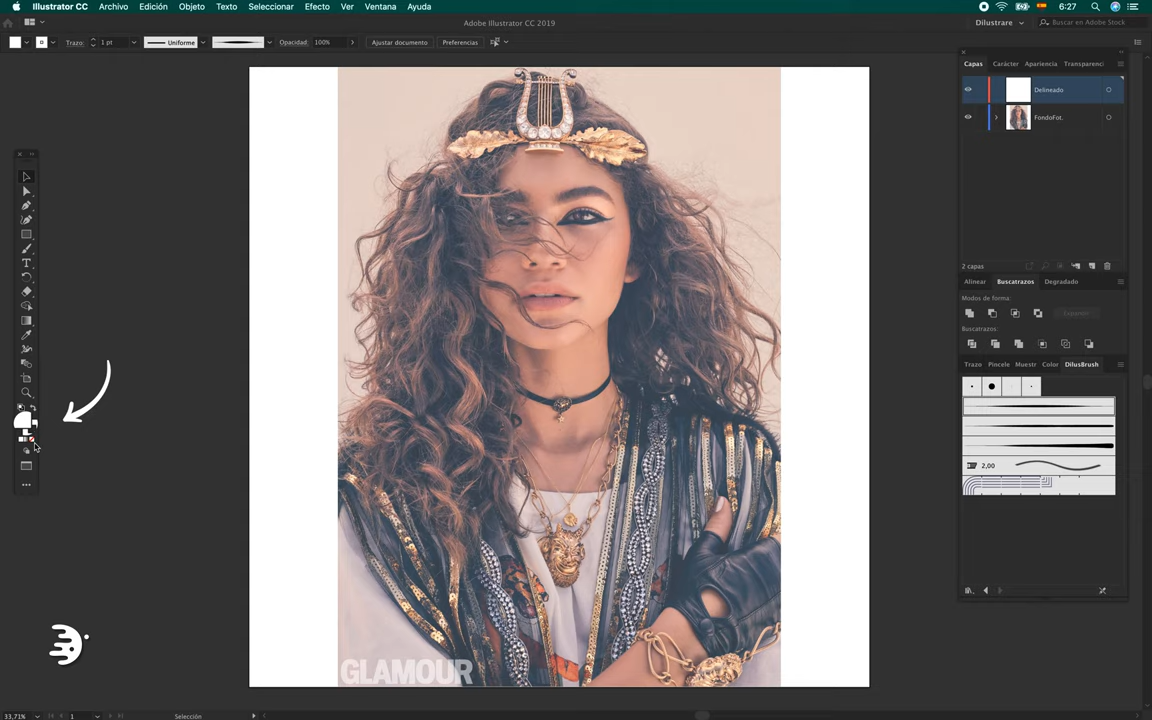 Illustrator CC Archivo Edición Objeto Texto Seleccionar Efecto Ver Ventana Ayuda 6:27
Adobe Illustrator CC 2019
Dilustrare
Buscar en Adobe Stock
Trazo: 1 pt Uniforme Opacidad: 100% Ajustar documento Preferencias
Capas Carácter Apariencia Transparenci
Delineado
FondoFot.
2 capas
Alinear Buscatrazos Degradado
Modos de forma:
Expandir
Buscatrazos:
Trazo Pincele Muestr Color DilusBrush
2,00
GLAMOUR
33,71% 1 Selección